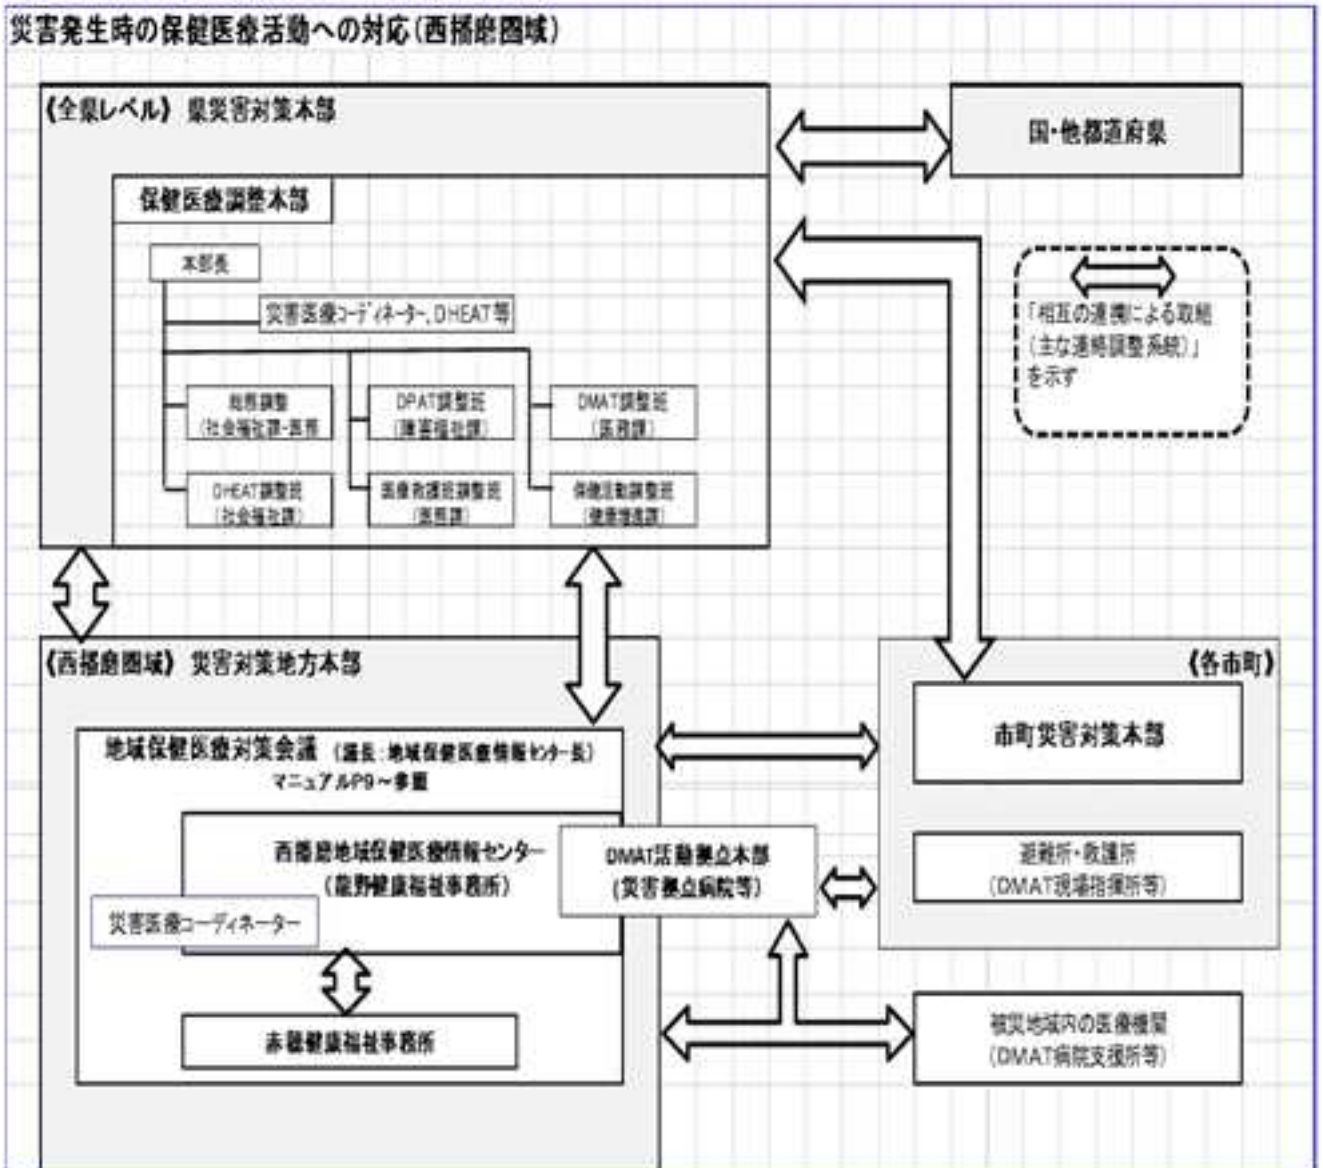 災害発生時の保健医療活動への対応(西播磨圏域)
《全県レベル》 県災害対策本部
国・他都道府県
保健医療調整本部
本部長
災害医療コーディネーター、DHEAT等
「相互の連携による取組
(主な連絡調整系統)」
を示す
総務調整
(社会福祉課・医務
DPAT調整班
(障害福祉課)
DMAT調整班
(医務課)
DHEAT調整班
(社会福祉課)
医療救護班調整班
(医務課)
保健活動調整班
(健康増進課)
《西播磨圏域》 災害対策地方本部
《各市町》
市町災害対策本部
地域保健医療対策会議 (議長:地域保健医療情報センター長)
マニュアルP9~参照
西播磨地域保健医療情報センター
(龍野健康福祉事務所)
DMAT活動拠点本部
(災害拠点病院等)
避難所・救護所
(DMAT現場指揮所等)
災害医療コーディネーター
赤穂健康福祉事務所
被災地域内の医療機関
(DMAT病院支援所等)